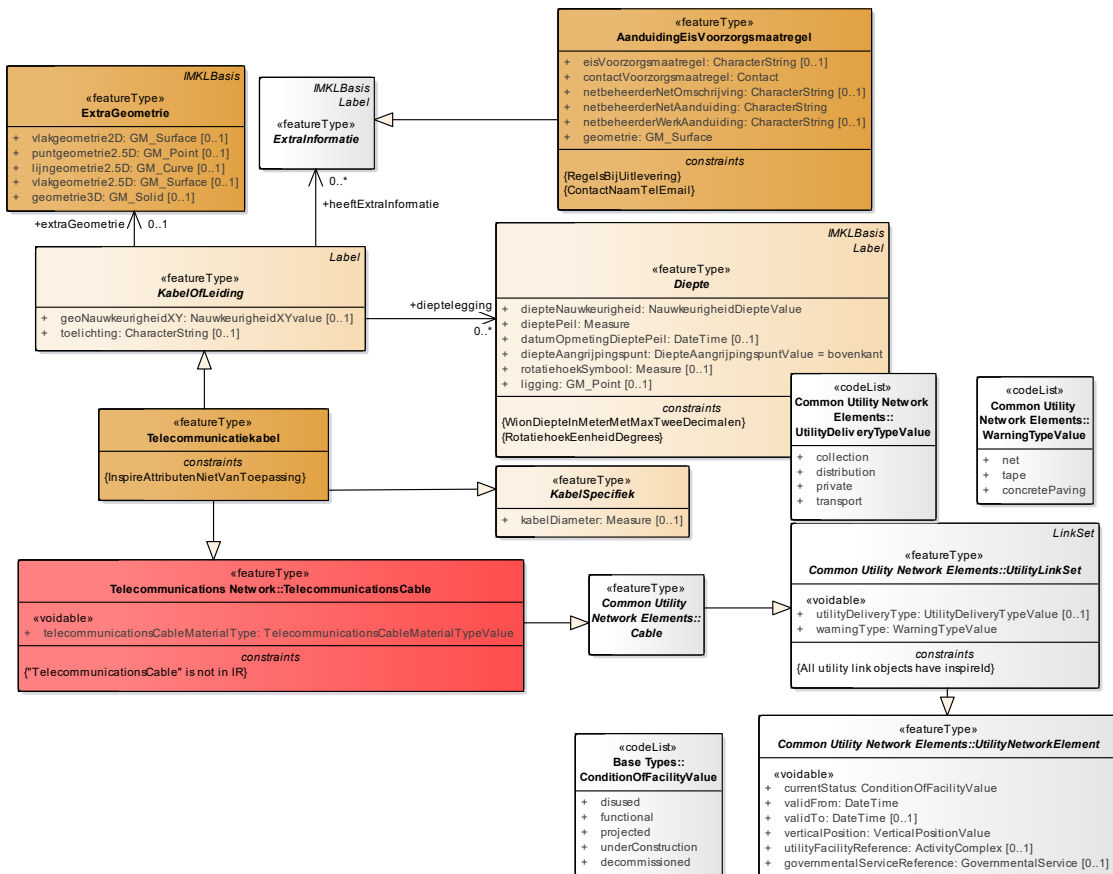 «featureType»
AanduidingEisVoorzorgsmaatregel
+ eisVoorzorgsmaatregel: CharacterString [0..1]
+ contactVoorzorgsmaatregel: Contact
+ netbeheerderNetOmschrijving: CharacterString [0..1]
+ netbeheerderNetAanduiding: CharacterString
+ netbeheerderWerkAanduiding: CharacterString [0..1]
+ geometrie: GM_Surface
constraints
{RegelsBijUitlevering}
{ContactNaamTelEmail}
IMKLBasis
«featureType»
ExtraGeometrie
+ vlakgeometrie2D: GM_Surface [0..1]
+ puntgeometrie2.5D: GM_Point [0..1]
+ lijngeometrie2.5D: GM_Curve [0..1]
+ vlakgeometrie2.5D: GM_Surface [0..1]
+ geometrie3D: GM_Solid [0..1]
IMKLBasis
Label
«featureType»
ExtraInformatie
+extraGeometrie
0..1
0..*
+heeftExtraInformatie
Label
«featureType»
KabelOfLeiding
+ geoNauwkeurigheidXY: NauwkeurigheidXYvalue [0..1]
+ toelichting: CharacterString [0..1]
+dieptelegging
0..*
IMKLBasis
Label
«featureType»
Diepte
+ diepteNauwkeurigheid: NauwkeurigheidDiepteValue
+ dieptePeil: Measure
+ datumOpmetingDieptePeil: DateTime [0..1]
+ diepteAangrijpingspunt: DiepteAangrijpingspuntValue = bovenkant
+ rotatiehoekSymbool: Measure [0..1]
+ ligging: GM_Point [0..1]
constraints
{WionDiepteInMeterMetMaxTweeDecimalen}
{RotatiehoekEenheidDegrees}
«codeList»
Common Utility Network
Elements::
UtilityDeliveryTypeValue
+ collection
+ distribution
+ private
+ transport
«codeList»
Common Utility
Network Elements::
WarningTypeValue
+ net
+ tape
+ concretePaving
«featureType»
Telecommunicatiekabel
constraints
{InspireAttributenNietVanToepassing}
«featureType»
KabelSpecifiek
+ kabelDiameter: Measure [0..1]
«featureType»
Telecommunications Network::TelecommunicationsCable
«voidable»
+ telecommunicationsCableMaterialType: TelecommunicationsCableMaterialTypeValue
constraints
{"TelecommunicationsCable" is not in IR}
«featureType»
Common Utility
Network Elements::
Cable
LinkSet
«featureType»
Common Utility Network Elements::UtilityLinkSet
«voidable»
+ utilityDeliveryType: UtilityDeliveryTypeValue [0..1]
+ warningType: WarningTypeValue
constraints
{All utility link objects have inspireId}
«featureType»
Common Utility Network Elements::UtilityNetworkElement
«voidable»
+ currentStatus: ConditionOfFacilityValue
+ validFrom: DateTime
+ validTo: DateTime [0..1]
+ verticalPosition: VerticalPositionValue
+ utilityFacilityReference: ActivityComplex [0..1]
+ governmentalServiceReference: GovernmentalService [0..1]
«codeList»
Base Types::
ConditionOfFacilityValue
+ disused
+ functional
+ projected
+ underConstruction
+ decommissioned